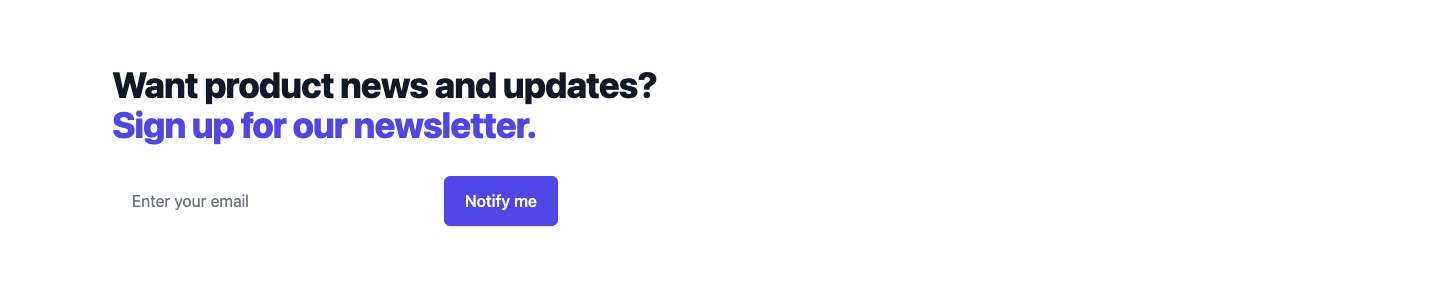 Want product news and updates?
Sign up for our newsletter.
Enter your email
Notify me